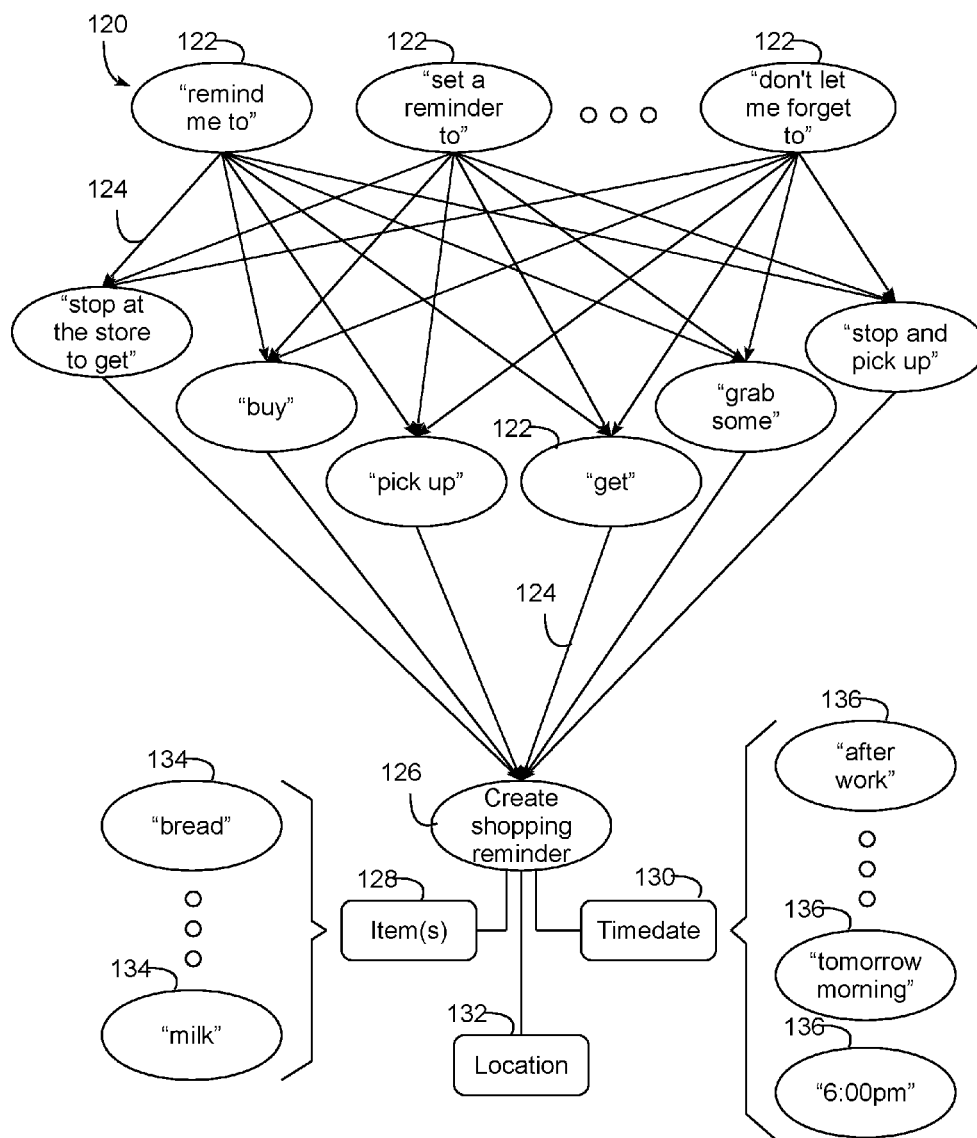 120
122
122
122
“remind
me to”
“set a
reminder
to”
“don't let
me forget
to”
124
“stop at
the store
to get”
“buy”
“pick up”
122
“get”
“grab
some”
“stop and
pick up”
124
126
Create
shopping
reminder
134
“bread”
134
“milk”
128
Item(s)
130
Timedate
132
Location
136
“after
work”
136
“tomorrow
morning”
136
“6:00pm”